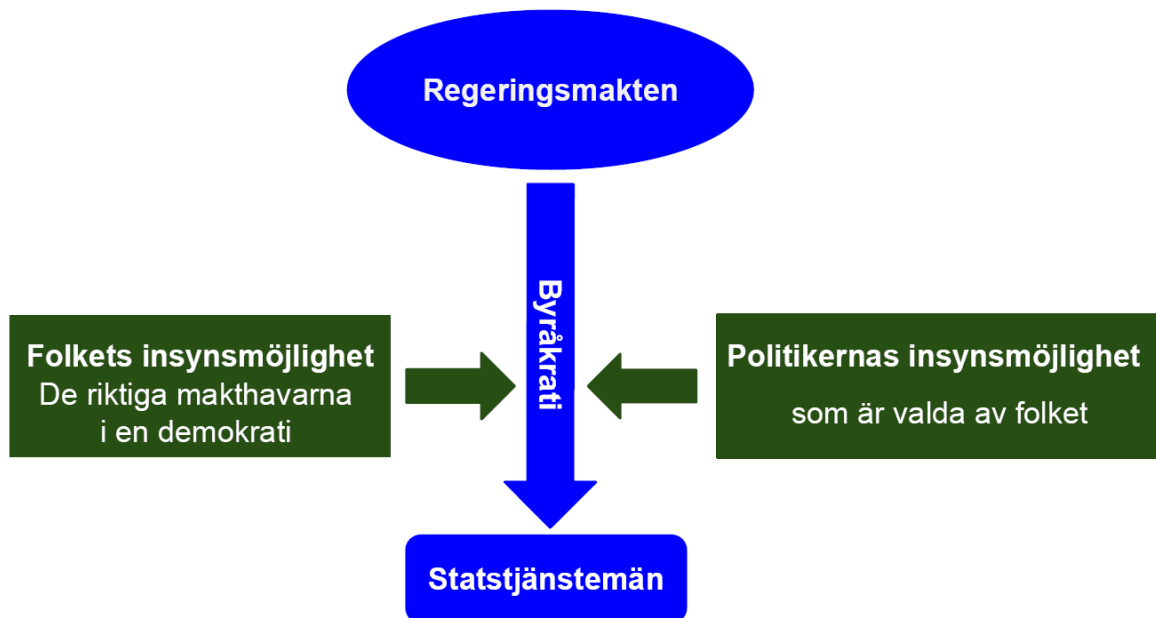 Regeringsmakten
Byråkrati
Folkets insynsmöjlighet
De riktiga makthavarna
i en demokrati
Politikernas insynsmöjlighet
som är valda av folket
Statstjänstemän